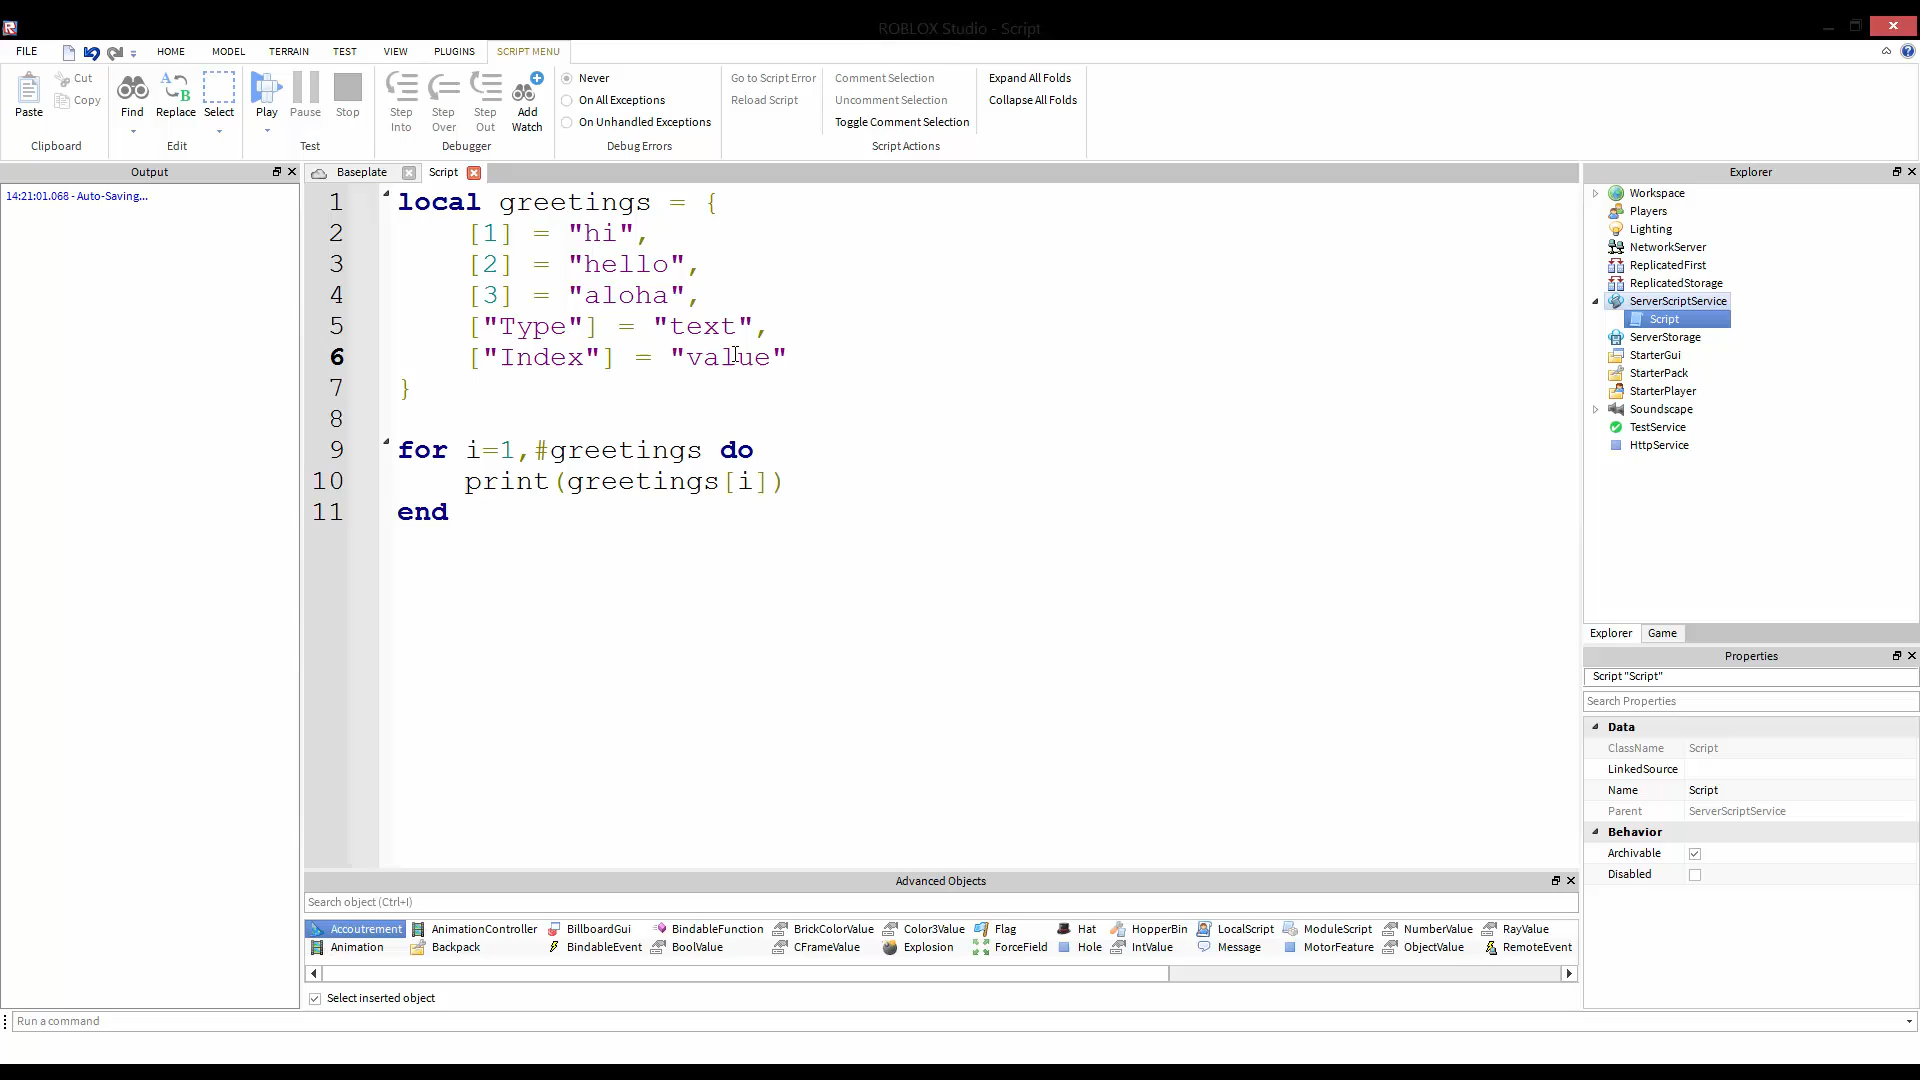 ROBLOX Studio - Script
FILE HOME MODEL TERRAIN TEST VIEW PLUGINS SCRIPT MENU
Paste Cut Copy Find Replace Select Play Pause Stop Step Into Step Over Step Out Add Watch
Never
On All Exceptions
On Unhandled Exceptions
Go to Script Error
Reload Script
Comment Selection
Uncomment Selection
Toggle Comment Selection
Expand All Folds
Collapse All Folds
Clipboard Edit Test Debugger Debug Errors Script Actions
Output
14:21:01.068 - Auto-Saving...
Baseplate Script
1 local greetings = {
2 [1] = "hi",
3 [2] = "hello",
4 [3] = "aloha",
5 ["Type"] = "text",
6 ["Index"] = "value"
7 }
8
9 for i=1,#greetings do
10 print(greetings[i])
11 end
Explorer
Workspace
Players
Lighting
NetworkServer
ReplicatedFirst
ReplicatedStorage
ServerScriptService
Script
ServerStorage
StarterGui
StarterPack
StarterPlayer
Soundscape
TestService
HttpService
Explorer Game
Properties
Script "Script"
Search Properties
Data
ClassName Script
LinkedSource
Name Script
Parent ServerScriptService
Behavior
Archivable
Disabled
Advanced Objects
Search object (Ctrl+I)
Accoutrement AnimationController BillboardGui BindableFunction BrickColorValue Color3Value Flag Hat HopperBin LocalScript ModuleScript NumberValue RayValue
Animation Backpack BindableEvent BoolValue CFrameValue Explosion ForceField Hole IntValue Message MotorFeature ObjectValue RemoteEvent
Select inserted object
Run a command